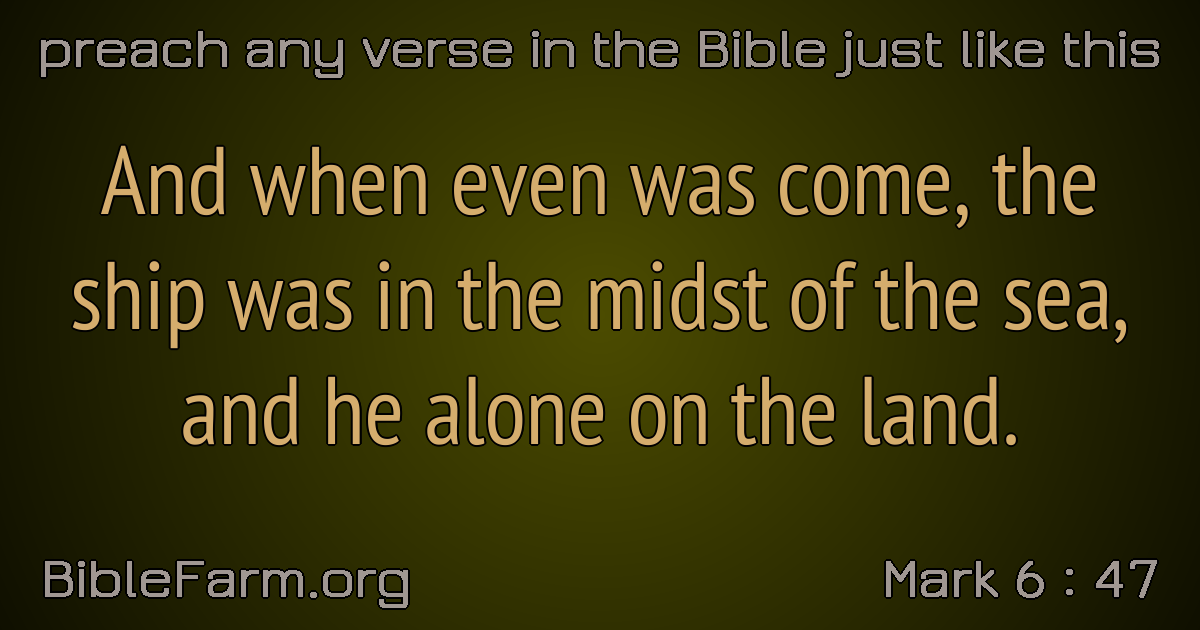 preach any verse in the Bible just like this
And when even was come, the
ship was in the midst of the sea,
and he alone on the land.
BibleFarm.org
Mark 6 : 47